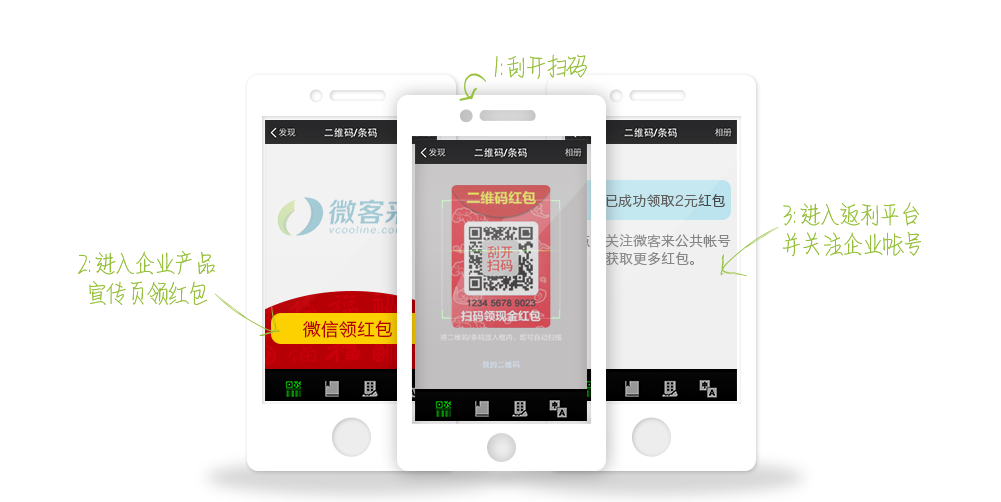 1:刮开扫码
2:进入企业产品
宣传页领红包
3:进入返利平台
并关注企业帐号
发现
二维码/条码
微客来
vcooline.com
微信领红包
发现
二维码/条码
相册
二维码红包
刮开
扫码
1234 5678 9023
扫码领现金红包
将二维码/条码放入框内，即可自动扫描
我的二维码
二维码/条码
相册
已成功领取2元红包
关注微客来公共帐号
获取更多红包。